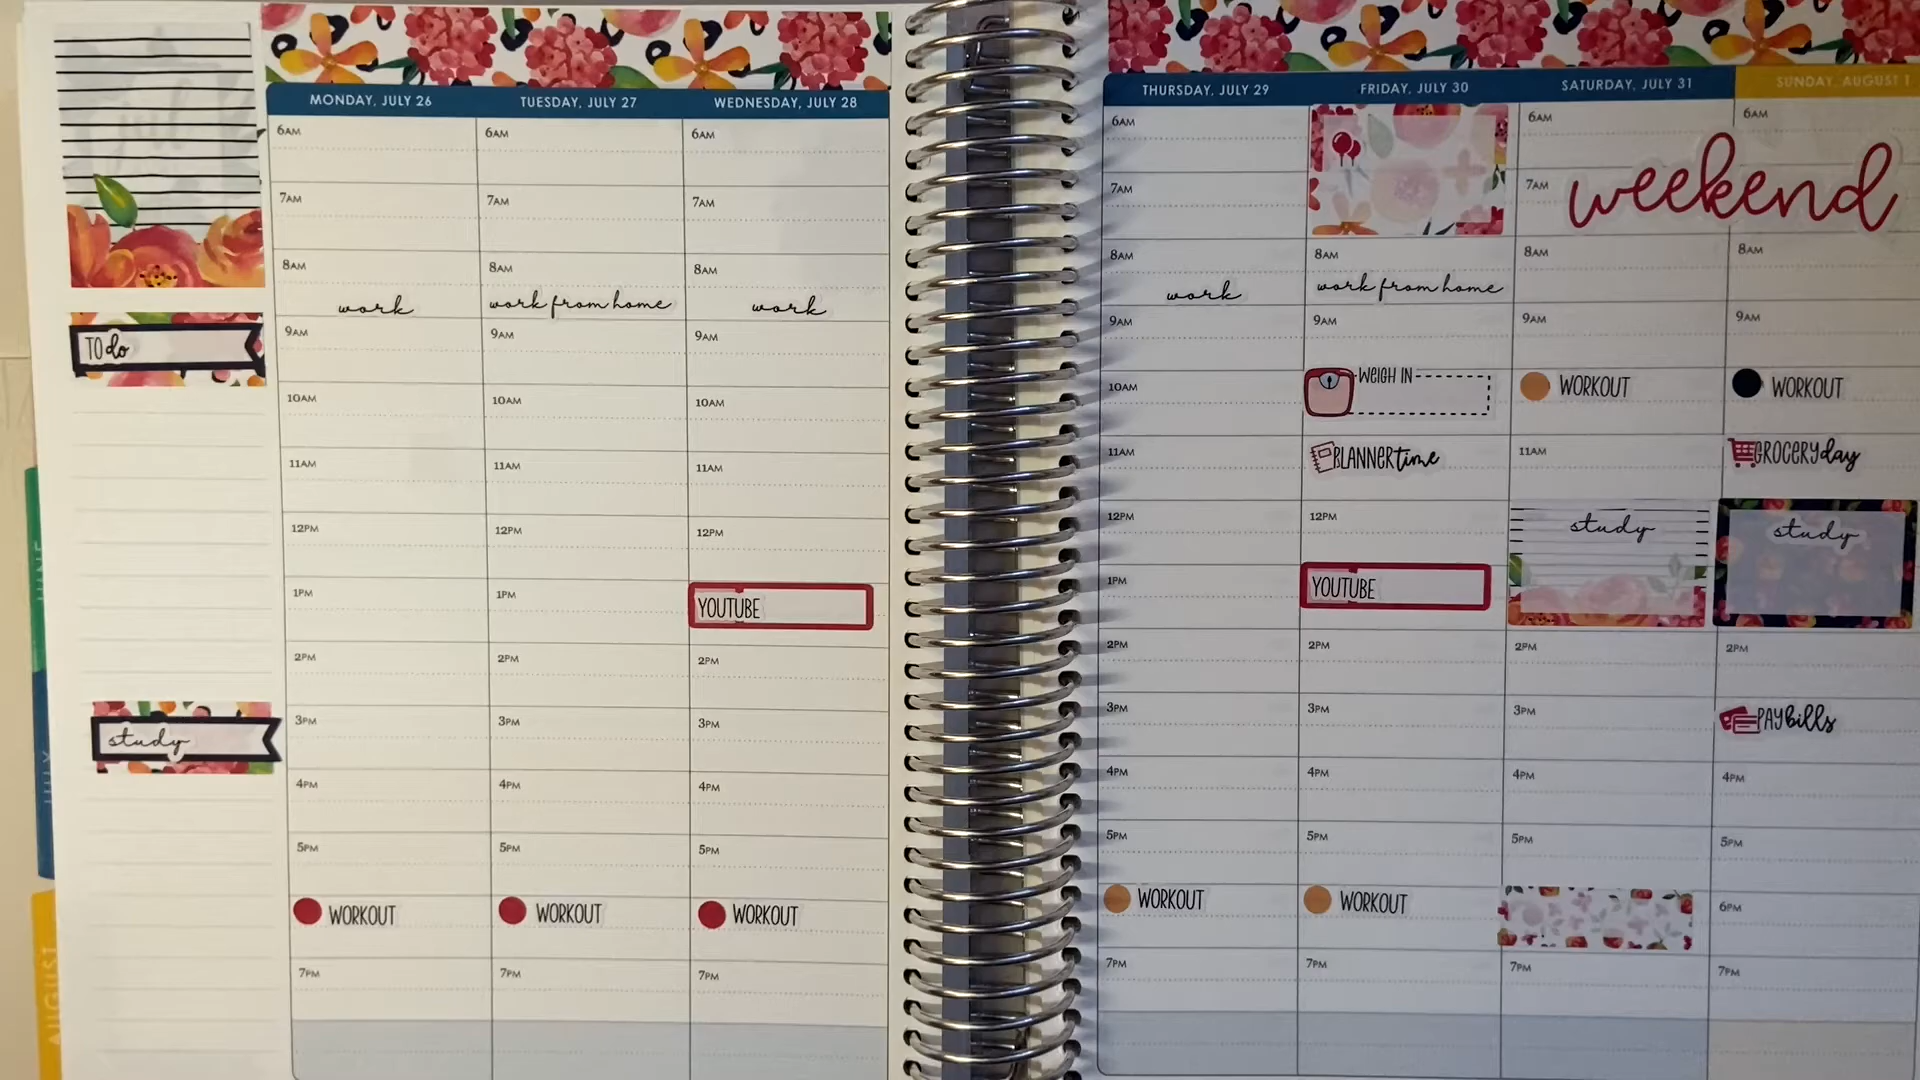 MONDAY, JULY 26
TUESDAY, JULY 27
WEDNESDAY, JULY 28
THURSDAY, JULY 29
FRIDAY, JULY 30
SATURDAY, JULY 31
SUNDAY, AUGUST 1
TO do
study
JUNE
JULY
AUGUST
6AM
7AM
8AM
work
9AM
10AM
11AM
12PM
1PM
2PM
3PM
4PM
5PM
WORKOUT
7PM
6AM
7AM
8AM
work from home
9AM
10AM
11AM
12PM
1PM
2PM
3PM
4PM
5PM
WORKOUT
7PM
6AM
7AM
8AM
work
9AM
10AM
11AM
12PM
1PM
YOUTUBE
2PM
3PM
4PM
5PM
WORKOUT
7PM
6AM
7AM
8AM
work
9AM
10AM
11AM
12PM
1PM
2PM
3PM
4PM
5PM
WORKOUT
7PM
8AM
work from home
9AM
WEIGH IN
PLANNER time
12PM
YOUTUBE
2PM
3PM
4PM
5PM
WORKOUT
7PM
weekend
6AM
7AM
8AM
9AM
WORKOUT
11AM
study
2PM
3PM
4PM
5PM
7PM
6AM
8AM
9AM
WORKOUT
GROCERY day
study
2PM
PAY bills
4PM
5PM
6PM
7PM